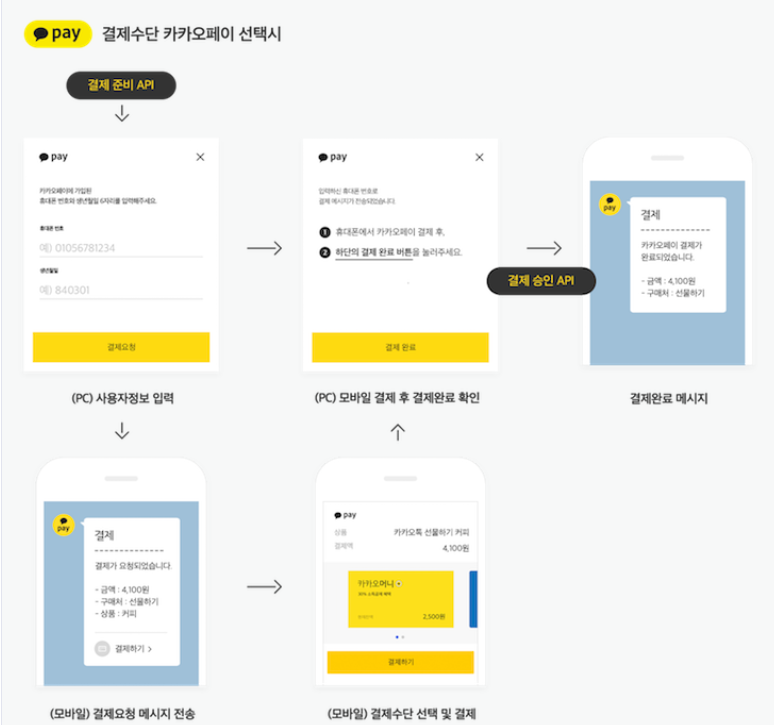 pay 결제수단 카카오페이 선택시
결제 준비 API
pay
카카오페이에 가입된
휴대폰 번호와 생년월일 6자리를 입력해주세요.
휴대폰 번호
예) 01056781234
생년월일
예) 840301
결제요청
(PC) 사용자정보 입력
pay
입력하신 휴대폰 번호로
결제 메시지가 전송되었습니다.
1 휴대폰에서 카카오페이 결제 후,
2 하단의 결제 완료 버튼을 눌러주세요.
결제 완료
(PC) 모바일 결제 후 결제완료 확인
결제 승인 API
pay
결제
카카오페이 결제가
완료되었습니다.
- 금액 : 4,100원
- 구매처 : 선물하기
결제완료 메시지
pay
결제
결제가 요청되었습니다.
- 금액 : 4,100원
- 구매처 : 선물하기
- 상품 : 커피
결제하기 >
(모바일) 결제요청 메시지 전송
pay
상품 카카오톡 선물하기 커피
결제액 4,100원
카카오머니
30% 소득공제 혜택
2,500원
결제하기
(모바일) 결제수단 선택 및 결제